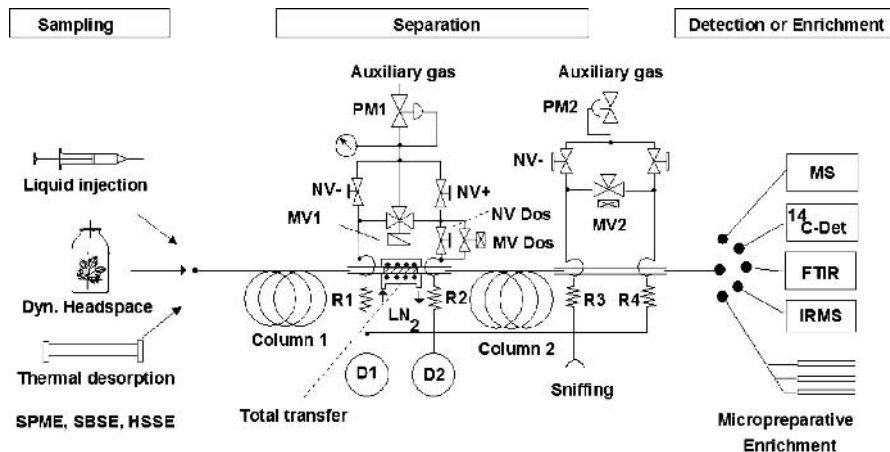 Sampling
Separation
Detection or Enrichment
Auxiliary gas
Auxiliary gas
PM1
PM2
Liquid injection
NV-
NV+
NV-
MV1
NV Dos
MV Dos
MV2
MS
14
C-Det
FTIR
IRMS
Dyn. Headspace
R1
LN2
R2
R3
R4
Column 1
Column 2
Thermal desorption
D1
D2
Sniffing
SPME, SBSE, HSSE
Total transfer
Micropreparative
Enrichment